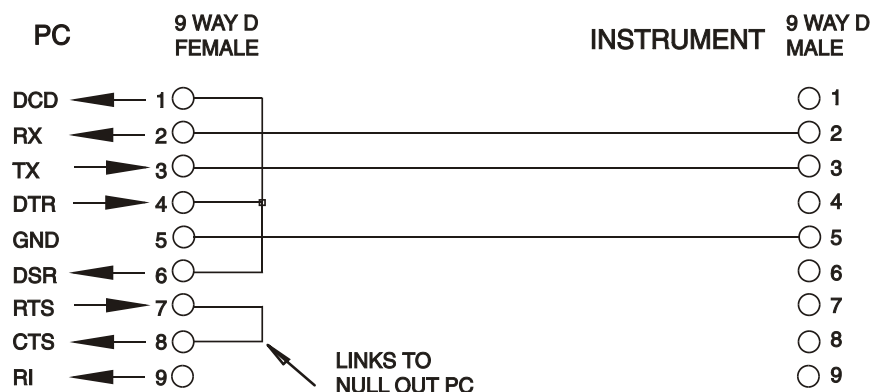 PC 9 WAY D INSTRUMENT 9 WAY D
FEMALE MALE
DCD 1 1
RX 2 2
TX 3 3
DTR 4 4
GND 5 5
DSR 6 6
RTS 7 7
CTS 8 8
LINKS TO
RI 9 9
NULL OUT PC